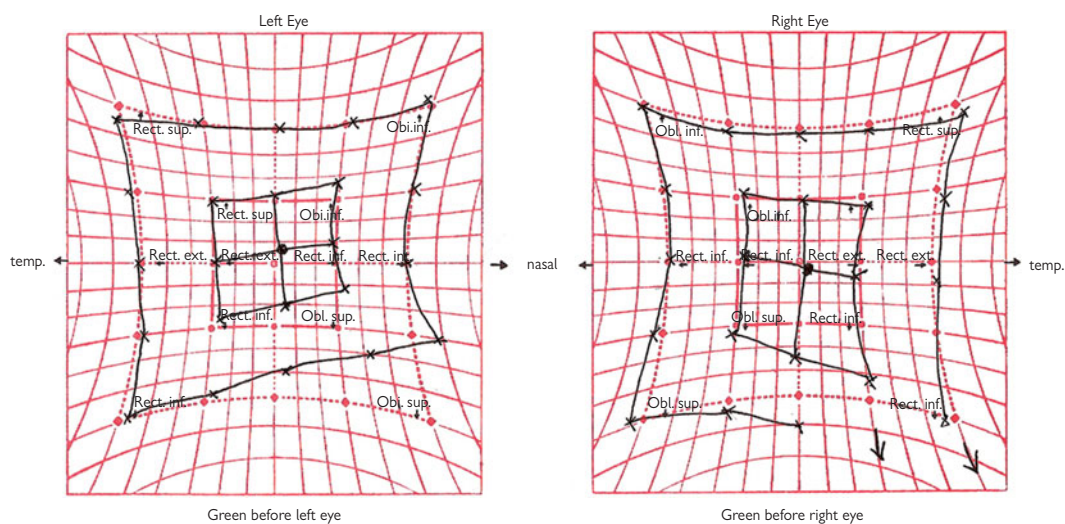 Left Eye
Rect. sup.
Obi.inf.
Rect. sup
Obi.inf.
temp.
Rect. ext.
Rect.ext.
Rect. inf.
Rect. inf.
nasal
Rect. inf.
Obl. sup.
Rect. inf.
Obi. sup.
Green before left eye
Right Eye
Obl. inf.
Rect. sup.
Obl.inf.
Rect. inf.
Rect. inf.
Rect. ext.
Rect. ext.
temp.
Obl. sup.
Rect. inf.
Obl. sup.
Rect. inf.
Green before right eye